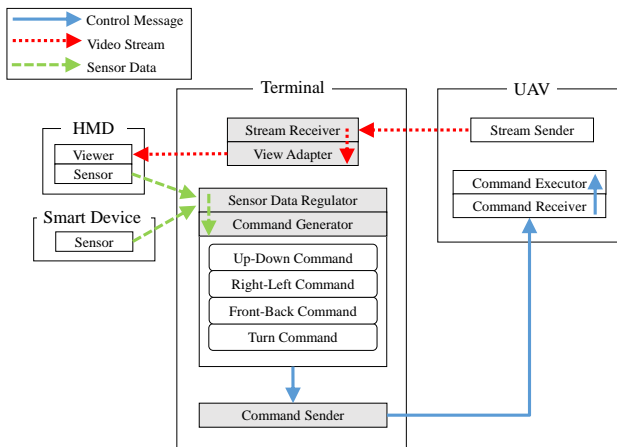 Control Message
Video Stream
Sensor Data
Terminal
UAV
HMD
Stream Receiver
View Adapter
Stream Sender
Viewer
Sensor
Command Executor
Command Receiver
Sensor Data Regulator
Command Generator
Smart Device
Sensor
Up-Down Command
Right-Left Command
Front-Back Command
Turn Command
Command Sender